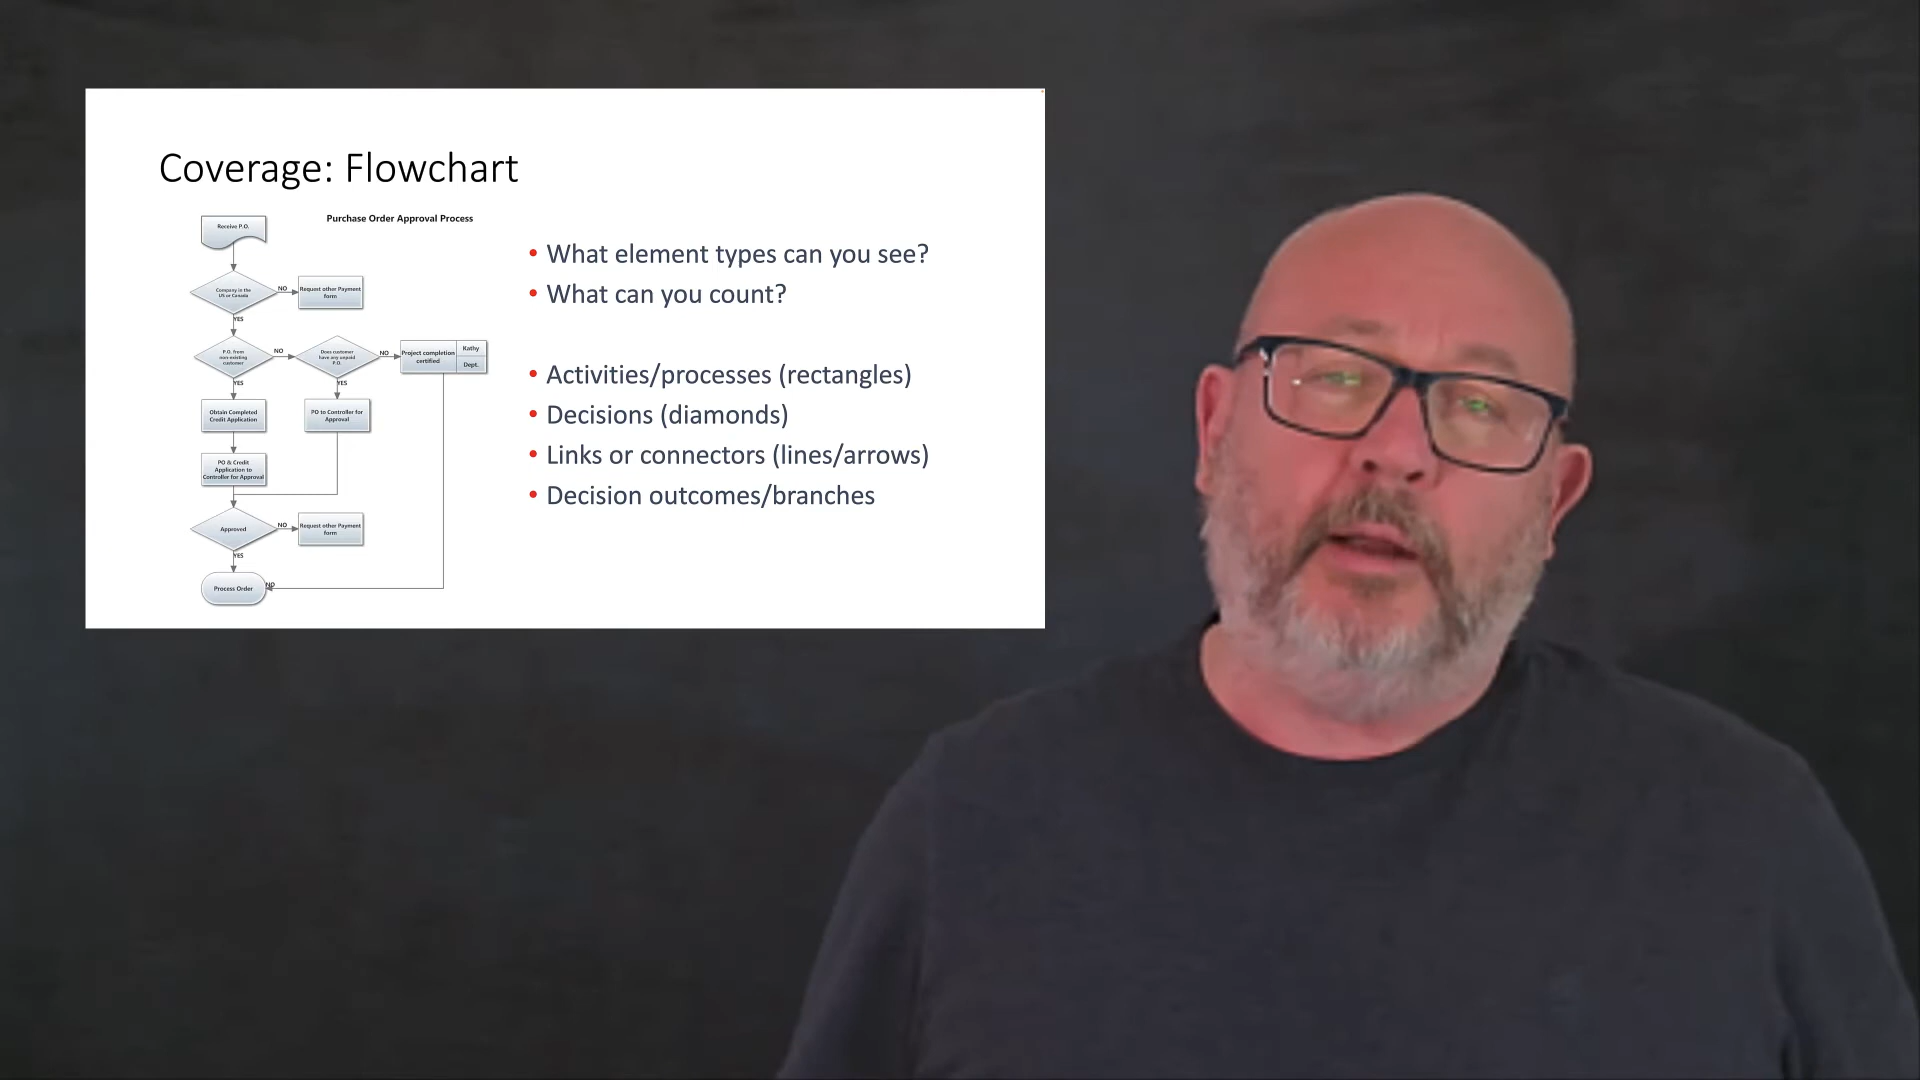 Coverage: Flowchart
Purchase Order Approval Process
Receive P.O.
Company in the
US or Canada
NO
Request other Payment
form
YES
P.O. from
non-existing
customer
NO
Does customer
have any unpaid
P.O.
NO
Project completion
certified
Kathy
Dept.
YES
YES
Obtain Completed
Credit Application
PO to Controller for
Approval
PO & Credit
Application to
Controller for Approval
Approved
NO
Request other Payment
form
YES
Process Order
NO
• What element types can you see?
• What can you count?
• Activities/processes (rectangles)
• Decisions (diamonds)
• Links or connectors (lines/arrows)
• Decision outcomes/branches